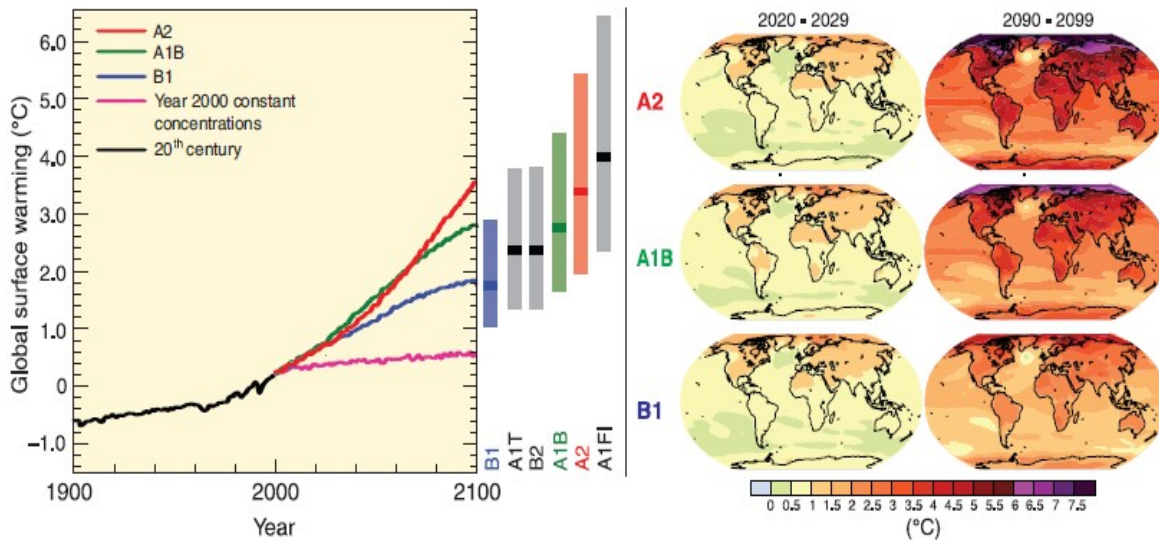 6.0
5.0
4.0
3.0
2.0
1.0
0
–1.0
Global surface warming (°C)
A2
A1B
B1
Year 2000 constant
concentrations
20th century
1900
2000
2100
Year
B1
A1T
B2
A1B
A2
A1FI
2020 - 2029
2090 - 2099
A2
A1B
B1
0 0.5 1 1.5 2 2.5 3 3.5 4 4.5 5 5.5 6 6.5 7 7.5
(°C)